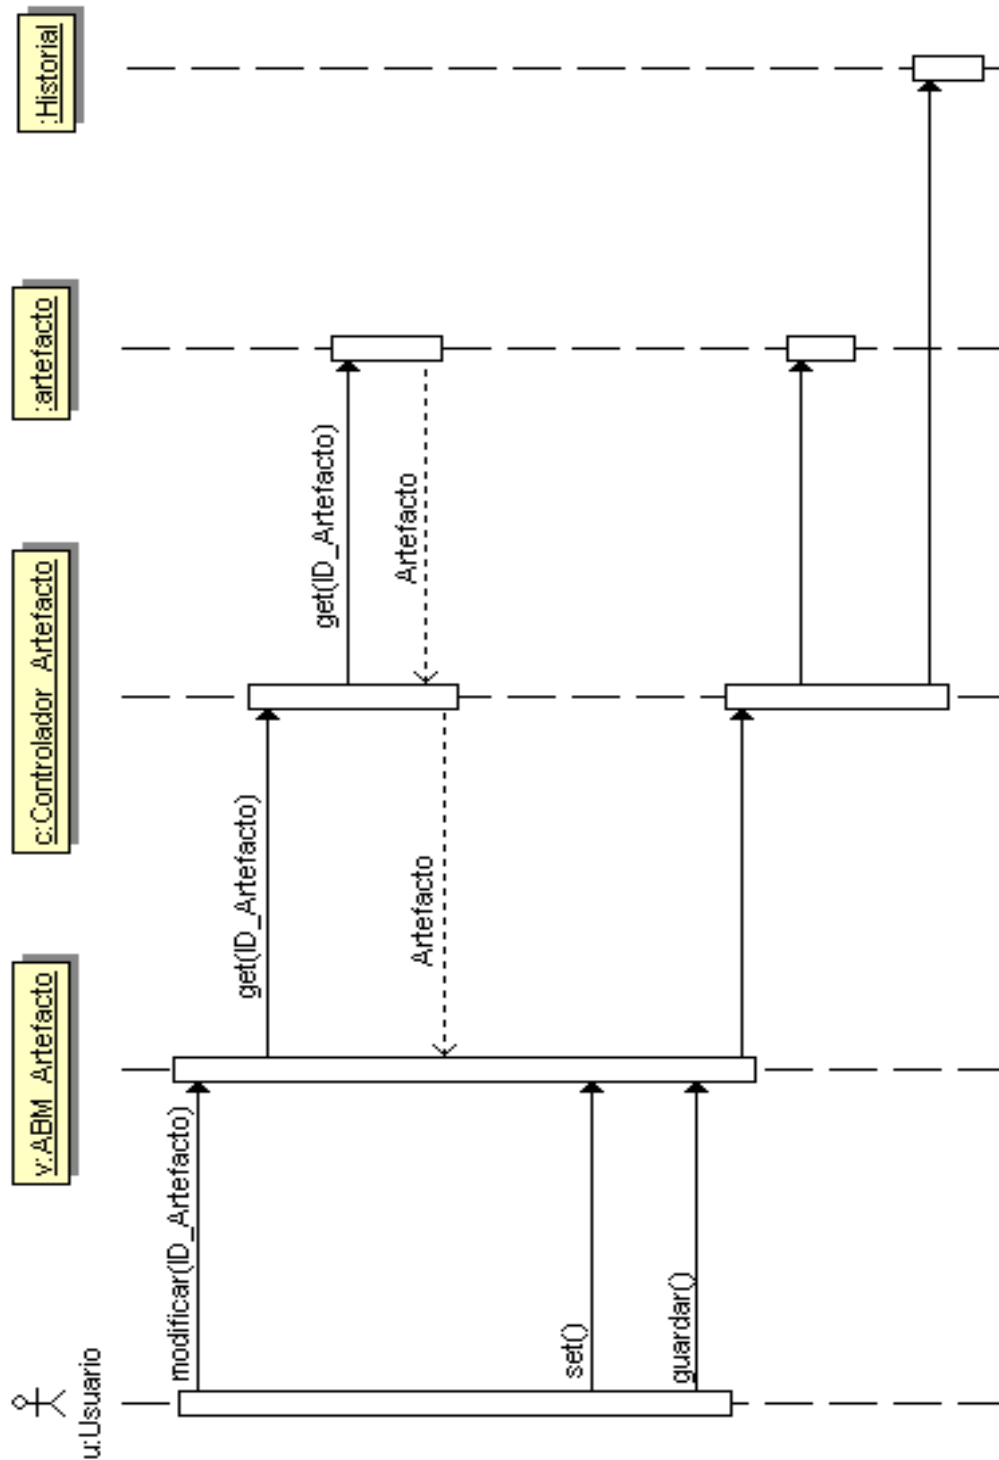 u:Usuario
v:ABM_Artefacto
c:Controlador_Artefacto
:artefacto
:Historial
modificar(ID_Artefacto)
get(ID_Artefacto)
get(ID_Artefacto)
Artefacto
Artefacto
set()
guardar()